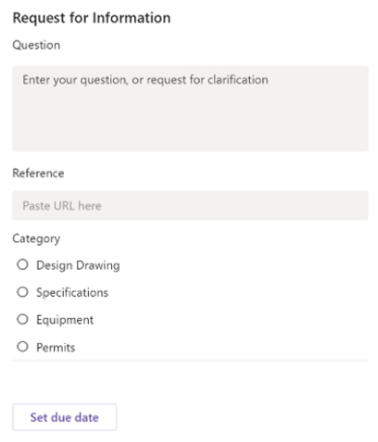 Request for Information
Question
Enter your question, or request for clarification
Reference
Paste URL here
Category
Design Drawing
Specifications
Equipment
Permits
Set due date